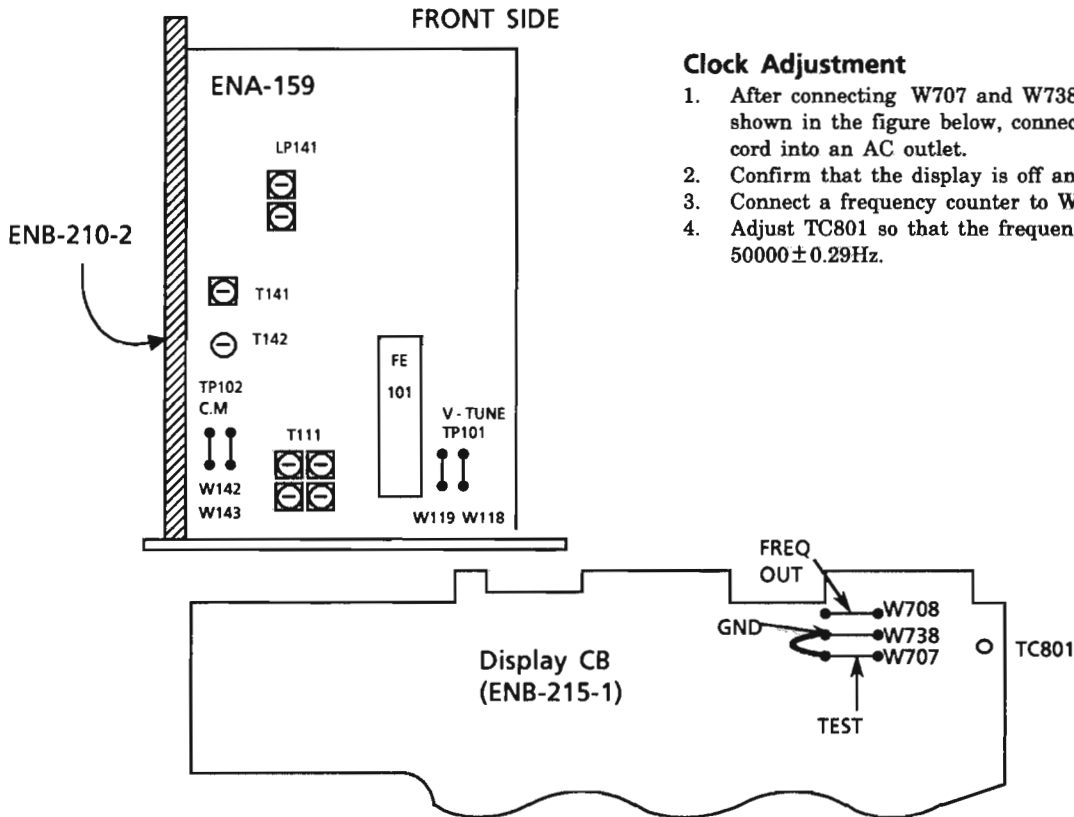 FRONT SIDE
ENA-159
LP141
ENB-210-2
T141
T142
TP102
C.M
W142
W143
T111
FE
101
V - TUNE
TP101
W119 W118
Clock Adjustment
1. After connecting W707 and W738
shown in the figure below, connec
cord into an AC outlet.
2. Confirm that the display is off an
3. Connect a frequency counter to W
4. Adjust TC801 so that the frequen
50000±0.29Hz.
FREQ
OUT
W708
GND
W738
W707
TC801
Display CB
(ENB-215-1)
TEST